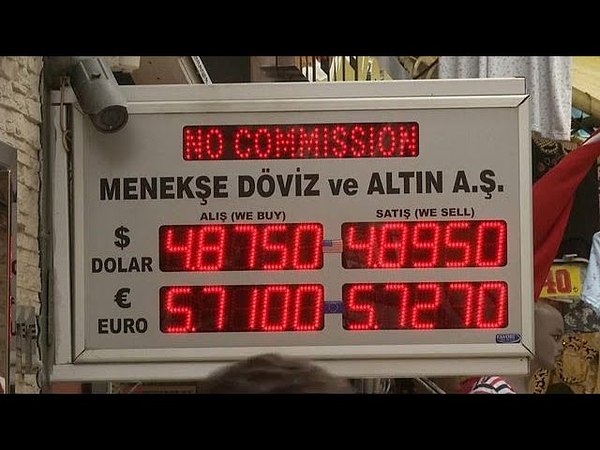 NO COMMISSION
MENEKŞE DÖVİZ ve ALTIN A.Ş.
ALIŞ (WE BUY) SATIŞ (WE SELL)
$ DOLAR 4.8750 4.8950
€ EURO 5.7100 5.7270
FAVORİ
40